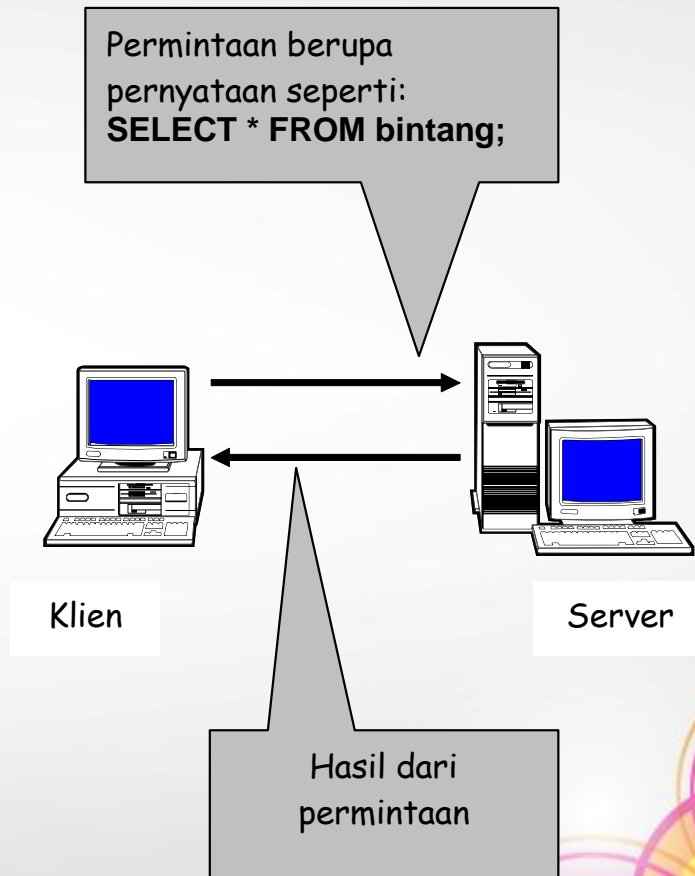 Permintaan berupa
pernyataan seperti:
SELECT * FROM bintang;
Klien
Server
Hasil dari
permintaan